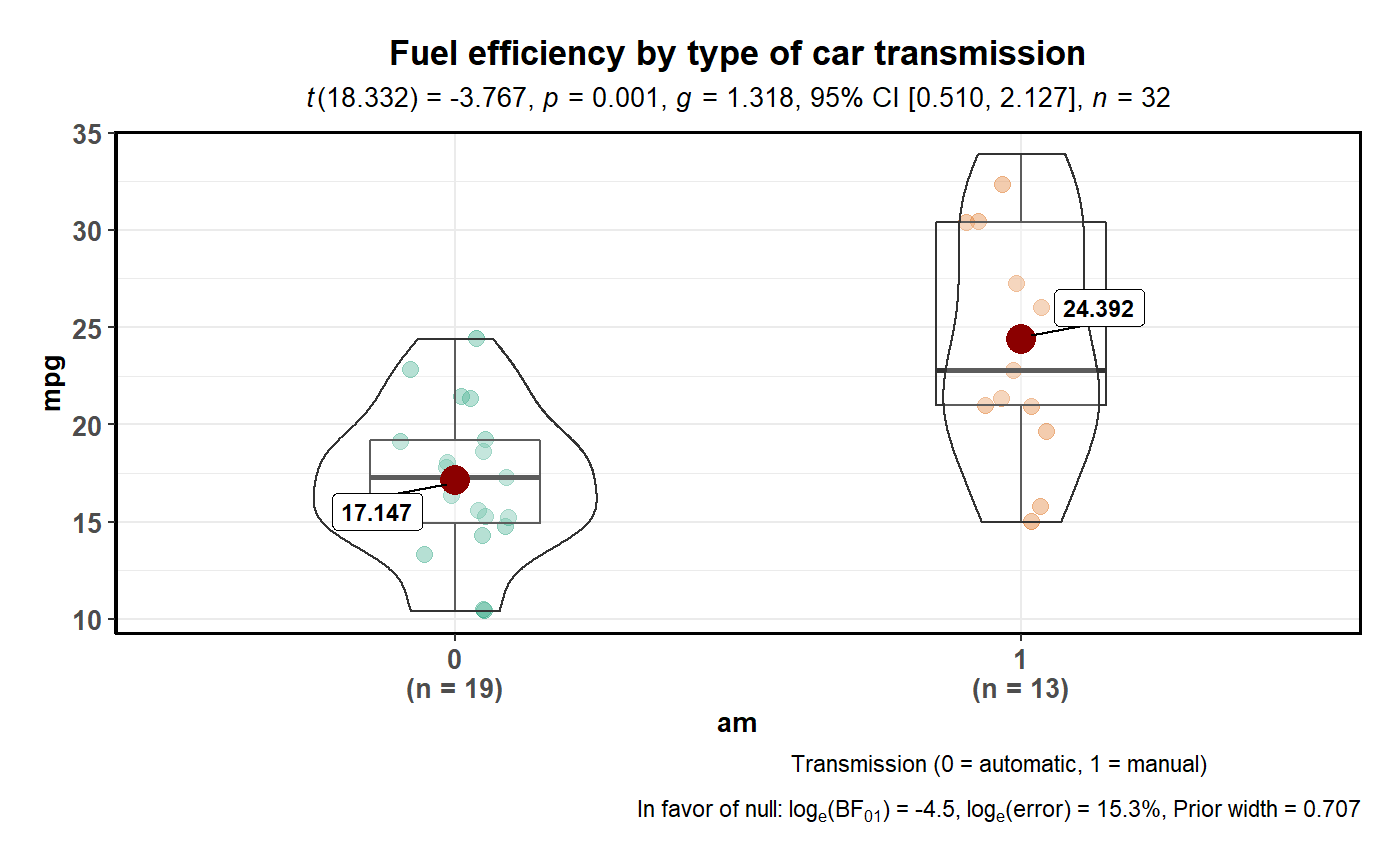 Fuel efficiency by type of car transmission
t(18.332) = -3.767, p = 0.001, g = 1.318, 95% CI [0.510, 2.127], n = 32
35
30
25
20
15
10
mpg
24.392
17.147
0
(n = 19)
1
(n = 13)
am
Transmission (0 = automatic, 1 = manual)
In favor of null: logₑ(BF₀₁) = -4.5, logₑ(error) = 15.3%, Prior width = 0.707